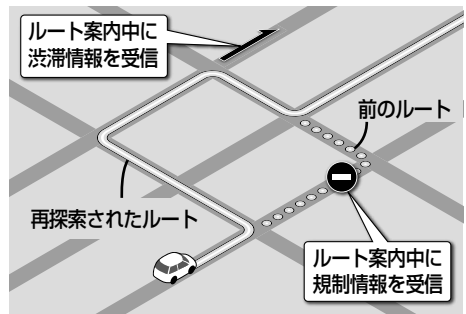 ルート案内中に
渋滞情報を受信
前のルート
再探索されたルート
ルート案内中に
規制情報を受信